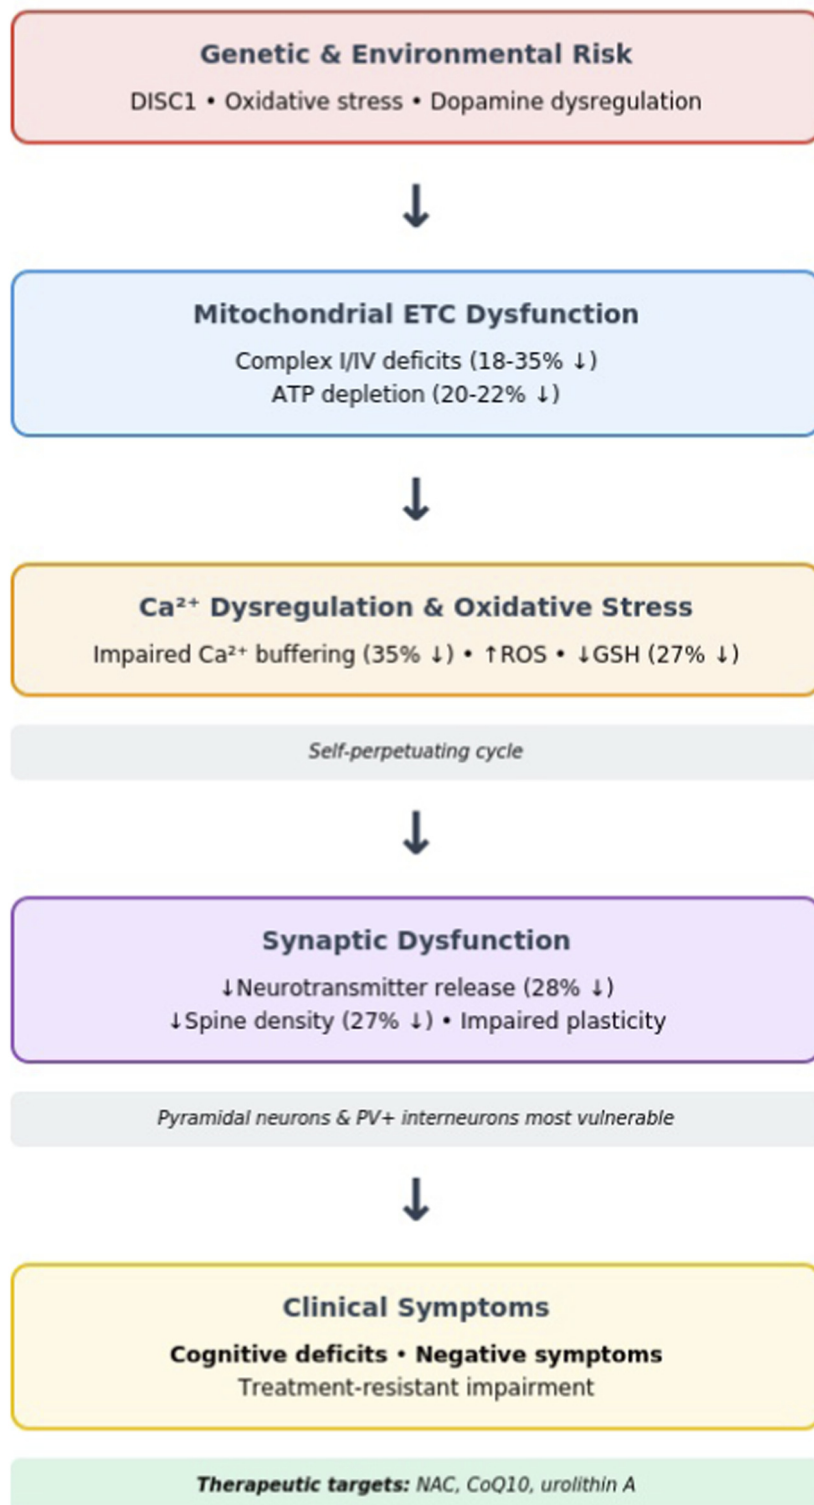 Genetic & Environmental Risk
DISC1 • Oxidative stress • Dopamine dysregulation
↓
Mitochondrial ETC Dysfunction
Complex I/IV deficits (18-35% ↓)
ATP depletion (20-22% ↓)
↓
Ca²⁺ Dysregulation & Oxidative Stress
Impaired Ca²⁺ buffering (35% ↓) • ↑ROS • ↓GSH (27% ↓)
Self-perpetuating cycle
↓
Synaptic Dysfunction
↓Neurotransmitter release (28% ↓)
↓Spine density (27% ↓) • Impaired plasticity
Pyramidal neurons & PV+ interneurons most vulnerable
↓
Clinical Symptoms
Cognitive deficits • Negative symptoms
Treatment-resistant impairment
Therapeutic targets: NAC, CoQ10, urolithin A